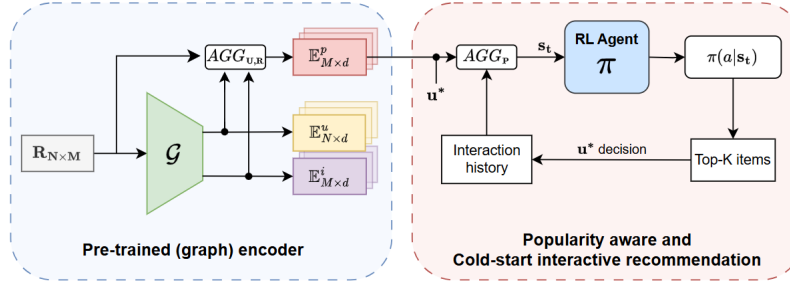 AGG_{U,R}
𝔼^p_{M×d}
R_{N×M}
𝒢
𝔼^u_{N×d}
𝔼^i_{M×d}
Pre-trained (graph) encoder
u*
AGG_P
s_t
RL Agent
π
π(a|s_t)
Interaction
history
u* decision
Top-K items
Popularity aware and
Cold-start interactive recommendation